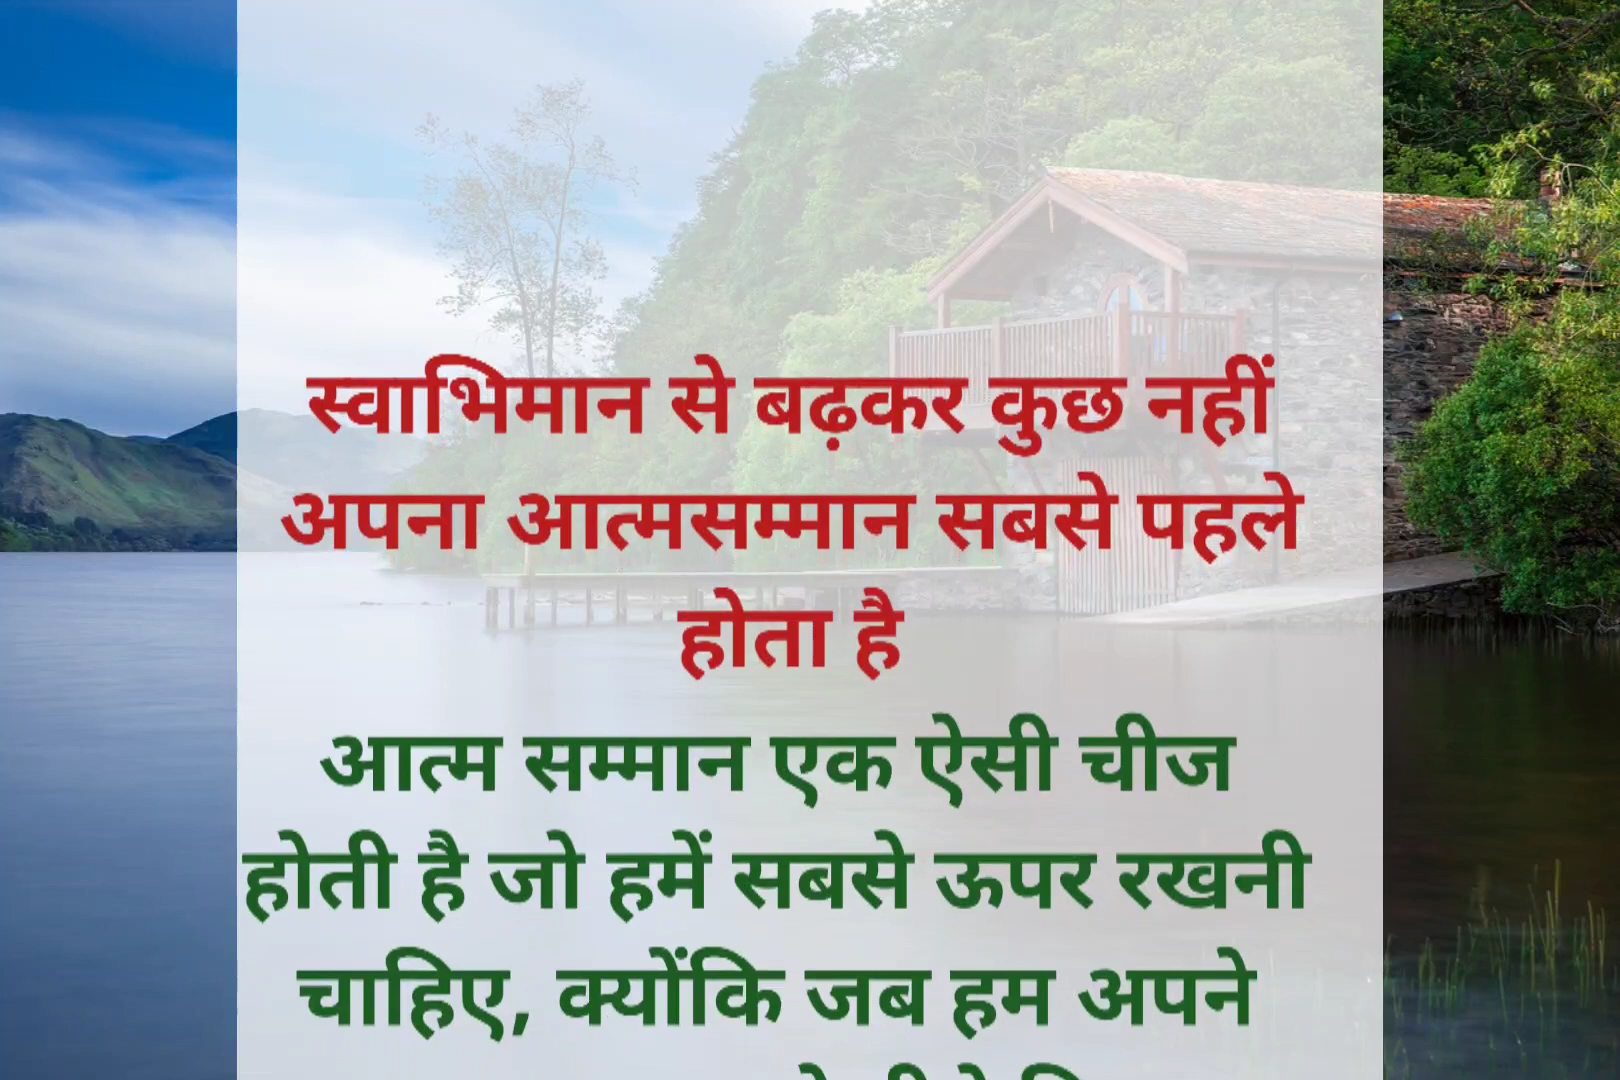 स्वाभिमान से बढ़कर कुछ नहीं
अपना आत्मसम्मान सबसे पहले
होता है
आत्म सम्मान एक ऐसी चीज
होती है जो हमें सबसे ऊपर रखनी
चाहिए, क्योंकि जब हम अपने